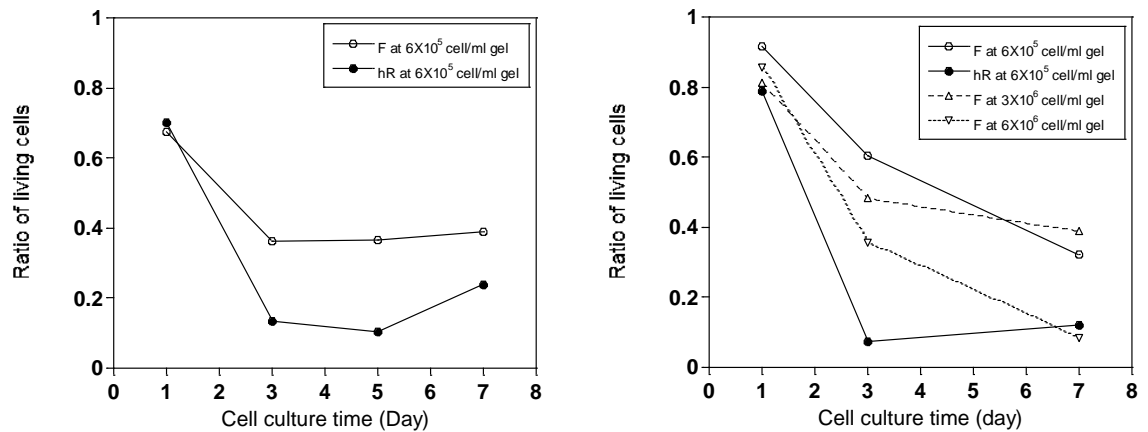 1
0.8
0.6
0.4
0.2
0
Ratio of living cells
F at 6X10⁵ cell/ml gel
hR at 6X10⁵ cell/ml gel
0 1 2 3 4 5 6 7 8
Cell culture time (Day)
1
0.8
0.6
0.4
0.2
0
Ratio of living cells
F at 6X10⁵ cell/ml gel
hR at 6X10⁵ cell/ml gel
F at 3X10⁶ cell/ml gel
F at 6X10⁶ cell/ml gel
0 1 2 3 4 5 6 7 8
Cell culture time (day)